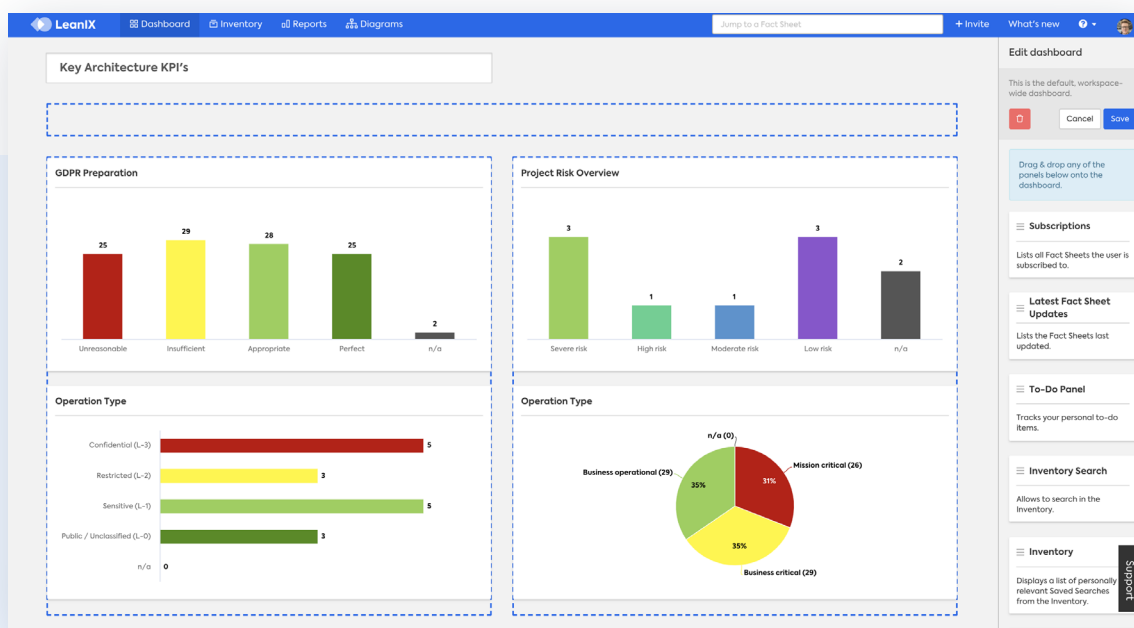 LeanIX
Dashboard
Inventory
Reports
Diagrams
Jump to a Fact Sheet
+ Invite
What's new
?
Key Architecture KPI's
GDPR Preparation
25
29
28
25
2
Unreasonable
Insufficient
Appropriate
Perfect
n/a
Project Risk Overview
3
1
1
3
2
Severe risk
High risk
Moderate risk
Low risk
n/a
Operation Type
Confidential (L-3)
5
Restricted (L-2)
3
Sensitive (L-1)
5
Public / Unclassified (L-0)
3
n/a
0
Operation Type
n/a (0)
Mission critical (26)
Business operational (29)
31%
35%
35%
Business critical (29)
Edit dashboard
This is the default, workspace-
wide dashboard.
Cancel
Save
Drag & drop any of the
panels below onto the
dashboard.
Subscriptions
Lists all Fact Sheets the user is
subscribed to.
Latest Fact Sheet
Updates
Lists the Fact Sheets last
updated.
To-Do Panel
Tracks your personal to-do
items.
Inventory Search
Allows to search in the
Inventory.
Inventory
Displays a list of personally
relevant Saved Searches
from the Inventory.
Support